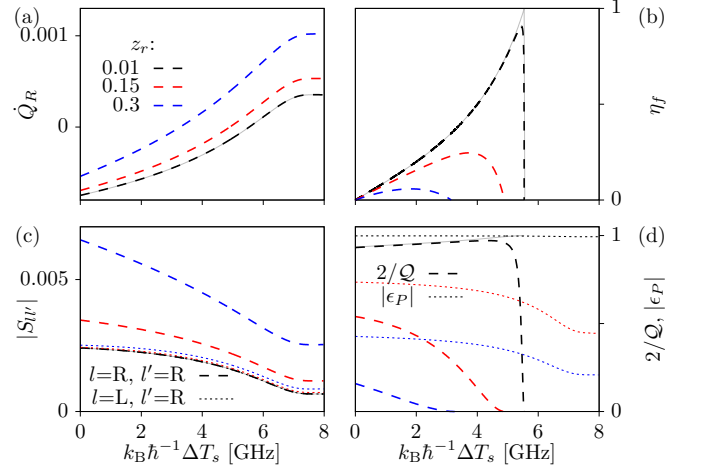 (a)
0.001
0
Q̇_R
z_r:
0.01
0.15
0.3
(b)
1
0
η_f
(c)
0.005
0
|S_{ll'}|
l=R, l'=R
l=L, l'=R
0 2 4 6 8
k_B ħ^{-1} ΔT_s [GHz]
(d)
1
0
2/𝒬, |ϵ_P|
2/𝒬
|ϵ_P|
0 2 4 6 8
k_B ħ^{-1} ΔT_s [GHz]